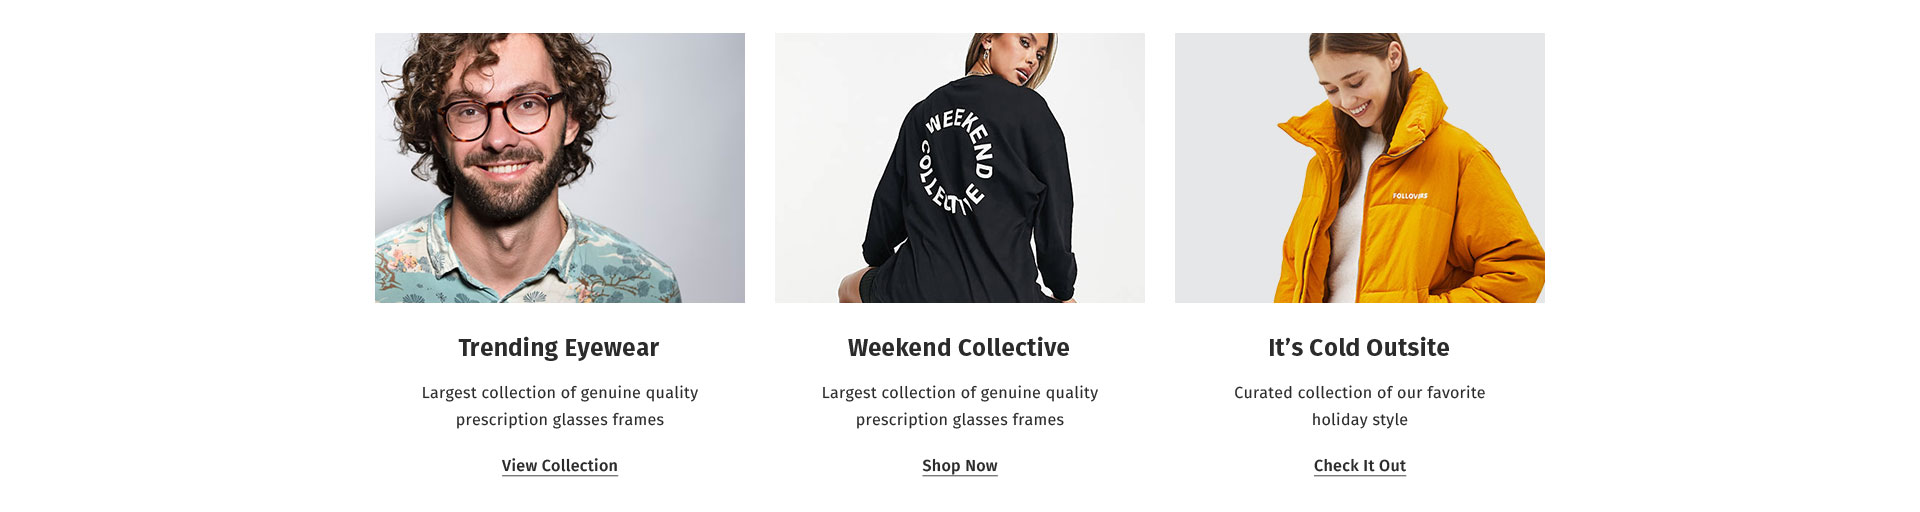 WEEKEND
COLLECTIVE
FOLLOVERS
Trending Eyewear
Largest collection of genuine quality
prescription glasses frames
View Collection
Weekend Collective
Largest collection of genuine quality
prescription glasses frames
Shop Now
It’s Cold Outsite
Curated collection of our favorite
holiday style
Check It Out